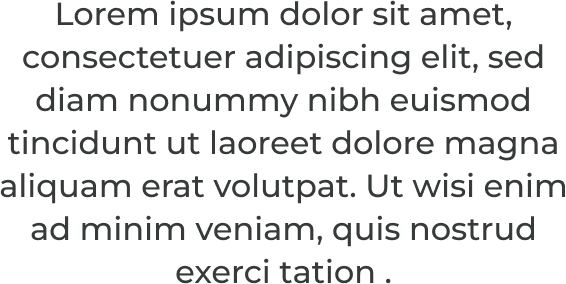 Lorem ipsum dolor sit amet,
consectetuer adipiscing elit, sed
diam nonummy nibh euismod
tincidunt ut laoreet dolore magna
aliquam erat volutpat. Ut wisi enim
ad minim veniam, quis nostrud
exerci tation .